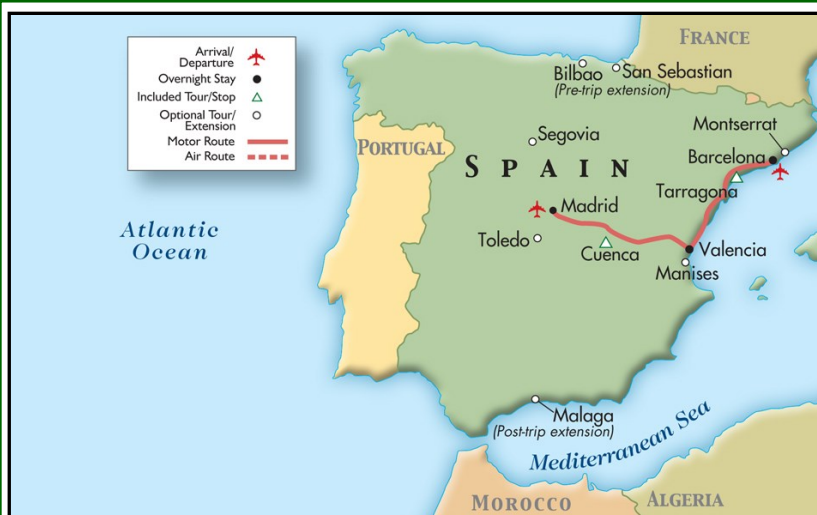 Arrival/
Departure
Overnight Stay
Included Tour/Stop
Optional Tour/
Extension
Motor Route
Air Route
FRANCE
Bilbao
San Sebastian
(Pre-trip extension)
Montserrat
Segovia
PORTUGAL
Barcelona
SPAIN
Tarragona
Madrid
Atlantic
Ocean
Toledo
Cuenca
Valencia
Manises
Malaga
(Post-trip extension)
Mediterranean Sea
MOROCCO
ALGERIA